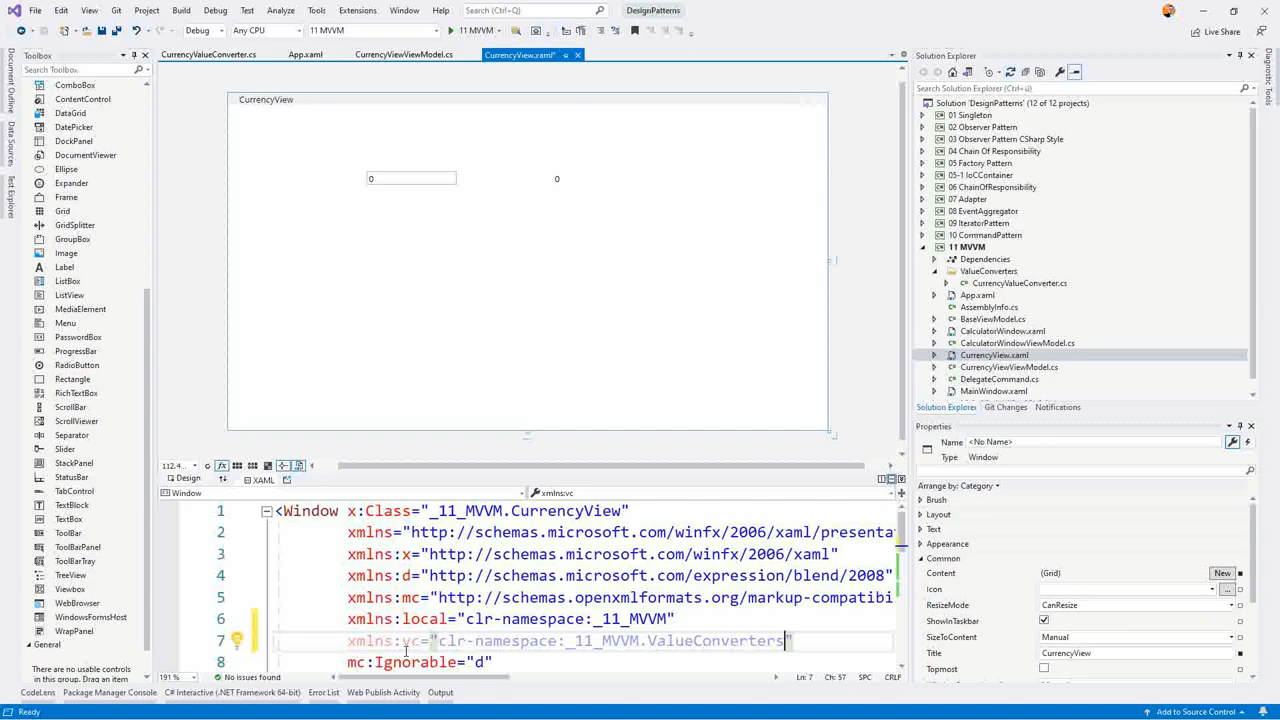 File Edit View Git Project Build Debug Test Analyze Tools Extensions Window Help Search (Ctrl+Q) DesignPatterns
Debug Any CPU 11 MVVM 11 MVVM Live Share
Document Outline
Data Sources
Test Explorer
Toolbox
Search Toolbox
ComboBox
ContentControl
DataGrid
DatePicker
DockPanel
DocumentViewer
Ellipse
Expander
Frame
Grid
GridSplitter
GroupBox
Image
Label
ListBox
ListView
MediaElement
Menu
PasswordBox
ProgressBar
RadioButton
Rectangle
RichTextBox
ScrollBar
ScrollViewer
Separator
Slider
StackPanel
StatusBar
TabControl
TextBlock
TextBox
ToolBar
ToolBarPanel
ToolBarTray
TreeView
Viewbox
WebBrowser
WindowsFormsHost
WrapPanel
General
There are no usable controls in this group. Drag an item
CurrencyValueConverter.cs App.xaml CurrencyViewViewModel.cs CurrencyView.xaml*
CurrencyView
0 0
112.4...
Design XAML
Window xmlns:vc
1 <Window x:Class="_11_MVVM.CurrencyView"
2 xmlns="http://schemas.microsoft.com/winfx/2006/xaml/presenta
3 xmlns:x="http://schemas.microsoft.com/winfx/2006/xaml"
4 xmlns:d="http://schemas.microsoft.com/expression/blend/2008"
5 xmlns:mc="http://schemas.openxmlformats.org/markup-compatibi
6 xmlns:local="clr-namespace:_11_MVVM"
7 xmlns:vc="clr-namespace:_11_MVVM.ValueConverters"
8 mc:Ignorable="d"
191 % No issues found Ln: 7 Ch: 57 SPC CRLF
Solution Explorer
Search Solution Explorer (Ctrl+ü)
Solution 'DesignPatterns' (12 of 12 projects)
01 Singleton
02 Observer Pattern
03 Observer Pattern CSharp Style
04 Chain Of Responsibility
05 Factory Pattern
05-1 IoCContainer
06 ChainOfResponsibility
07 Adapter
08 EventAggregator
09 IteratorPattern
10 CommandPattern
11 MVVM
Dependencies
ValueConverters
CurrencyValueConverter.cs
App.xaml
AssemblyInfo.cs
BaseViewModel.cs
CalculatorWindow.xaml
CalculatorWindowViewModel.cs
CurrencyView.xaml
CurrencyViewViewModel.cs
DelegateCommand.cs
MainWindow.xaml
Solution Explorer Git Changes Notifications
Properties
Name <No Name>
Type Window
Arrange by: Category
Brush
Layout
Text
Appearance
Common
Content (Grid) New
Icon ...
ResizeMode CanResize
ShowInTaskbar
SizeToContent Manual
Title CurrencyView
Topmost
Diagnostic Tools
CodeLens Package Manager Console C# Interactive (.NET Framework 64-bit) Error List Web Publish Activity Output
Ready Add to Source Control